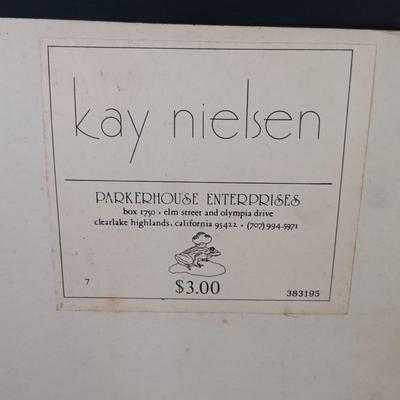 kay nielsen
PARKERHOUSE ENTERPRISES
box 1750 • elm street and olympia drive
clearlake highlands, california 95422 • (707) 994-5971
7
$3.00
383195